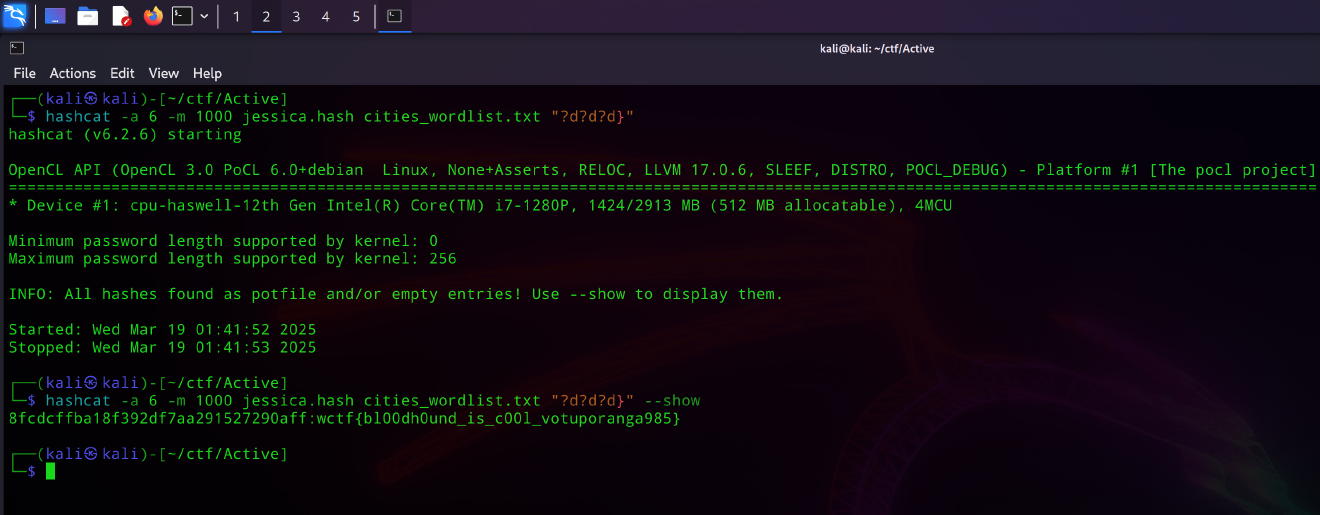 1 2 3 4 5
kali@kali: ~/ctf/Active
File Actions Edit View Help
┌──(kali㉿kali)-[~/ctf/Active]
└─$ hashcat -a 6 -m 1000 jessica.hash cities_wordlist.txt "?d?d?d}"
hashcat (v6.2.6) starting
OpenCL API (OpenCL 3.0 PoCL 6.0+debian  Linux, None+Asserts, RELOC, LLVM 17.0.6, SLEEF, DISTRO, POCL_DEBUG) - Platform #1 [The pocl project]
============================================================================================================================================
* Device #1: cpu-haswell-12th Gen Intel(R) Core(TM) i7-1280P, 1424/2913 MB (512 MB allocatable), 4MCU
Minimum password length supported by kernel: 0
Maximum password length supported by kernel: 256
INFO: All hashes found as potfile and/or empty entries! Use --show to display them.
Started: Wed Mar 19 01:41:52 2025
Stopped: Wed Mar 19 01:41:53 2025
┌──(kali㉿kali)-[~/ctf/Active]
└─$ hashcat -a 6 -m 1000 jessica.hash cities_wordlist.txt "?d?d?d}" --show
8fcdcffba18f392df7aa291527290aff:wctf{bl00dh0und_is_c00l_votuporanga985}
┌──(kali㉿kali)-[~/ctf/Active]
└─$